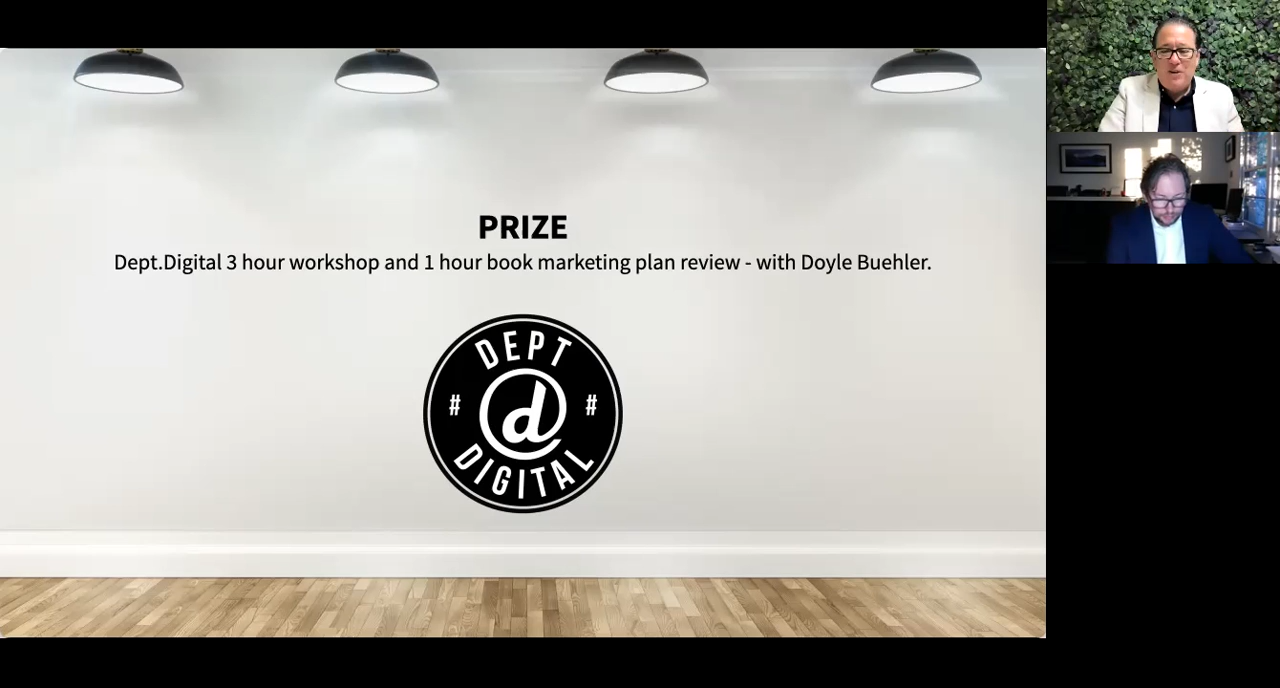 PRIZE
Dept.Digital 3 hour workshop and 1 hour book marketing plan review - with Doyle Buehler.
DEPT
# @d #
DIGITAL